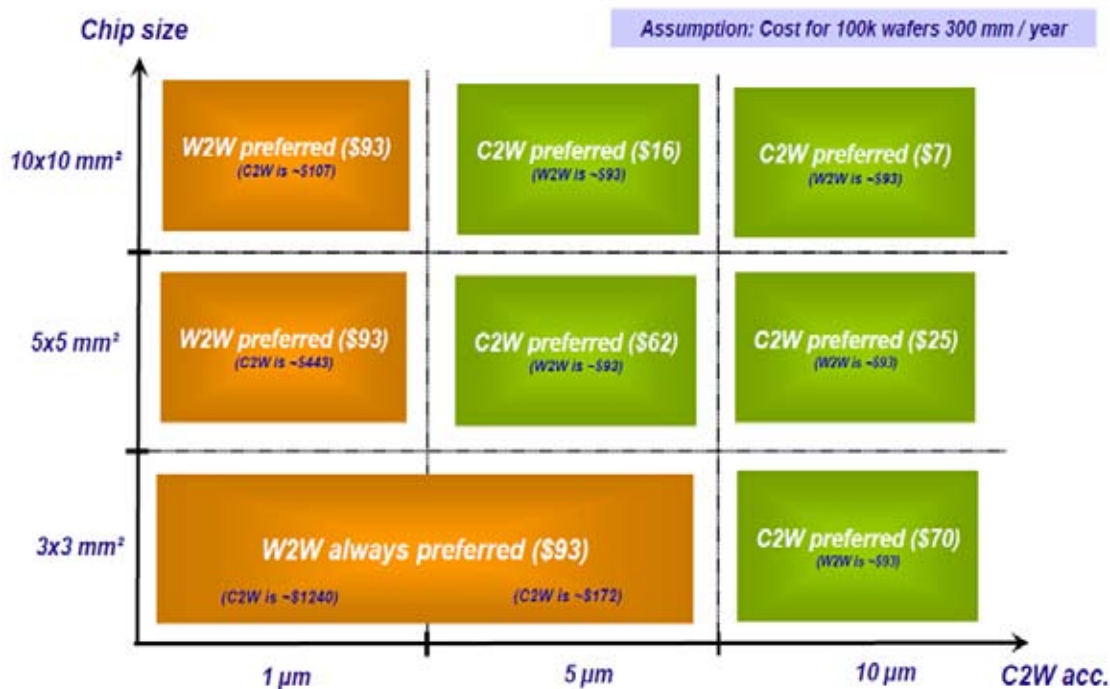 Chip size
Assumption: Cost for 100k wafers 300 mm / year
10x10 mm²
W2W preferred ($93)
(C2W is ~$107)
C2W preferred ($16)
(W2W is ~$93)
C2W preferred ($7)
(W2W is ~$93)
5x5 mm²
W2W preferred ($93)
(C2W is ~$443)
C2W preferred ($62)
(W2W is ~$93)
C2W preferred ($25)
(W2W is ~$93)
3x3 mm²
W2W always preferred ($93)
(C2W is ~$1240)
(C2W is ~$172)
C2W preferred ($70)
(W2W is ~$93)
1 µm
5 µm
10 µm
C2W acc.